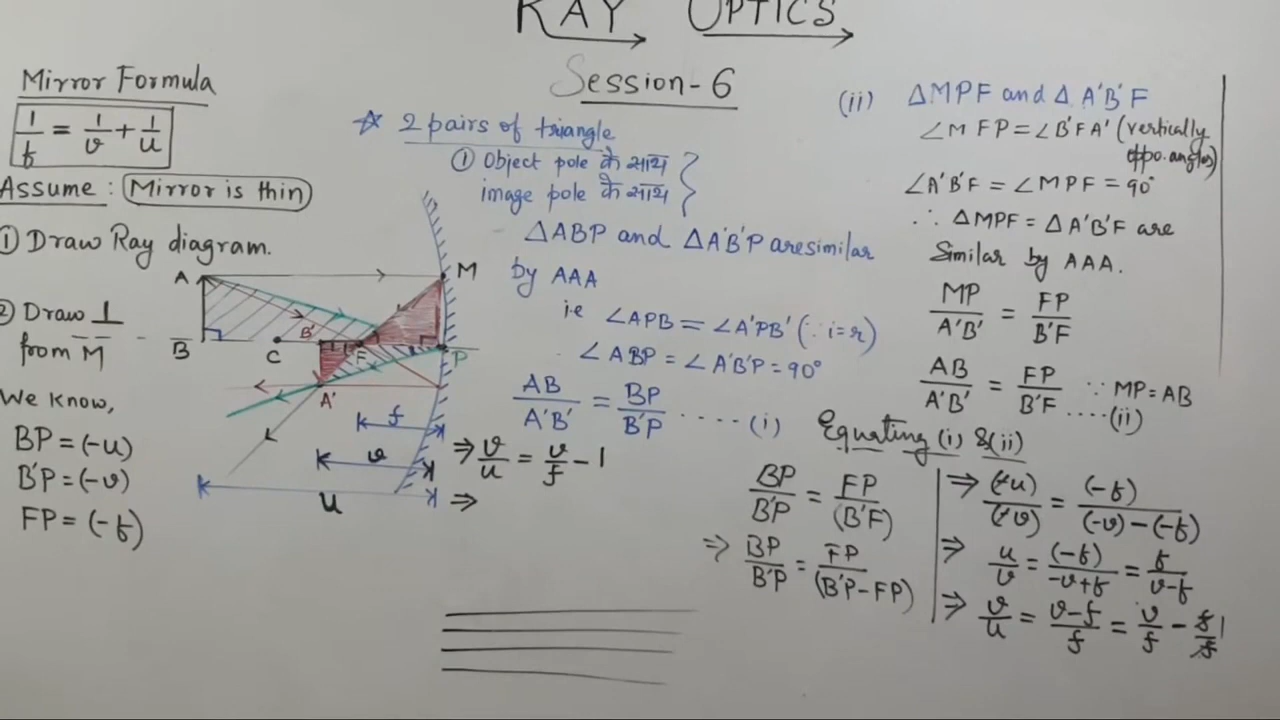 RAY OPTICS
Session-6
Mirror Formula
1/f = 1/v + 1/u
Assume : Mirror is thin
① Draw Ray diagram.
② Draw ⊥
from M
We know,
BP = (-u)
B'P = (-v)
FP = (-f)
A
M
B
C
B'
F
P
A'
f
v
u
☆ 2 pairs of triangle
① Object pole के साथ
image pole के साथ
ΔABP and ΔA'B'P are similar
by AAA
i.e ∠APB = ∠A'PB' (∵ i=r)
∠ABP = ∠A'B'P = 90°
AB/A'B' = BP/B'P ..... (i)
(ii) ΔMPF and Δ A'B'F
∠MFP = ∠B'FA' (vertically
oppo. angles)
∠A'B'F = ∠MPF = 90°
∴ ΔMPF = ΔA'B'F are
Similar by AAA.
MP/A'B' = FP/B'F
AB/A'B' = FP/B'F ∵ MP = AB
.....(ii)
Equating (i) & (ii)
BP/B'P = FP/(B'F)
⇒ BP/B'P = FP/(B'P-FP)
⇒ (-u)/(-v) = (-f)/((-v)-(-f))
⇒ u/v = (-f)/(-v+f) = f/(v-f)
⇒ v/u = (v-f)/f = v/f - f/f 1
⇒ v/u = v/f - 1
⇒